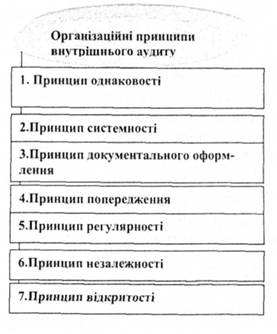 Організаційні принципи
внутрішнього аудиту
1. Принцип однаковості
2.Принцип системності
3.Принцип документального оформ-
лення
4.Принцип попередження
5.Принцип регулярності
6.Принцип незалежності
7.Принцип відкритості